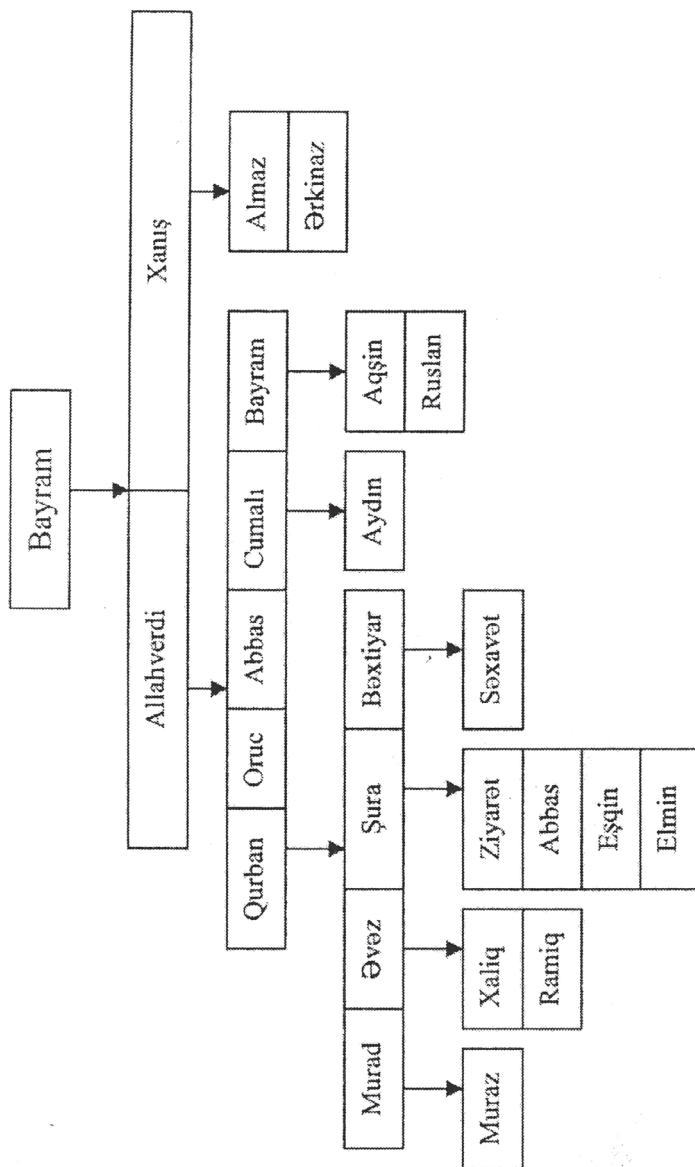 Bayram
Allahverdi
Xanış
Qurban
Oruc
Abbas
Cumalı
Bayram
Almaz
Ərkinaz
Murad
Əvəz
Şura
Bəxtiyar
Aydın
Aqşin
Ruslan
Muraz
Xaliq
Ramiq
Ziyarət
Abbas
Eşqin
Elmin
Səxavət